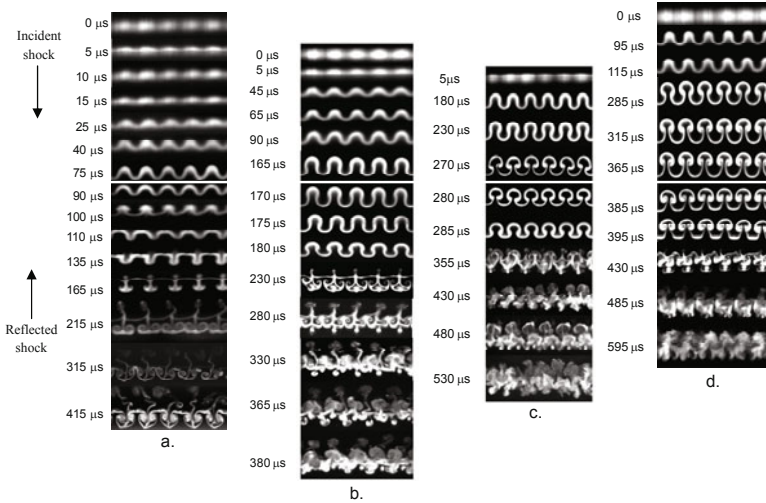 Incident
shock
Reflected
shock
0 µs
5 µs
10 µs
15 µs
25 µs
40 µs
75 µs
90 µs
100 µs
110 µs
135 µs
165 µs
215 µs
315 µs
415 µs
a.
0 µs
5 µs
45 µs
65 µs
90 µs
165 µs
170 µs
175 µs
180 µs
230 µs
280 µs
330 µs
365 µs
380 µs
b.
5µs
180 µs
230 µs
270 µs
280 µs
285 µs
355 µs
430 µs
480 µs
530 µs
c.
0 µs
95 µs
115 µs
285 µs
315 µs
365 µs
385 µs
395 µs
430 µs
485 µs
595 µs
d.